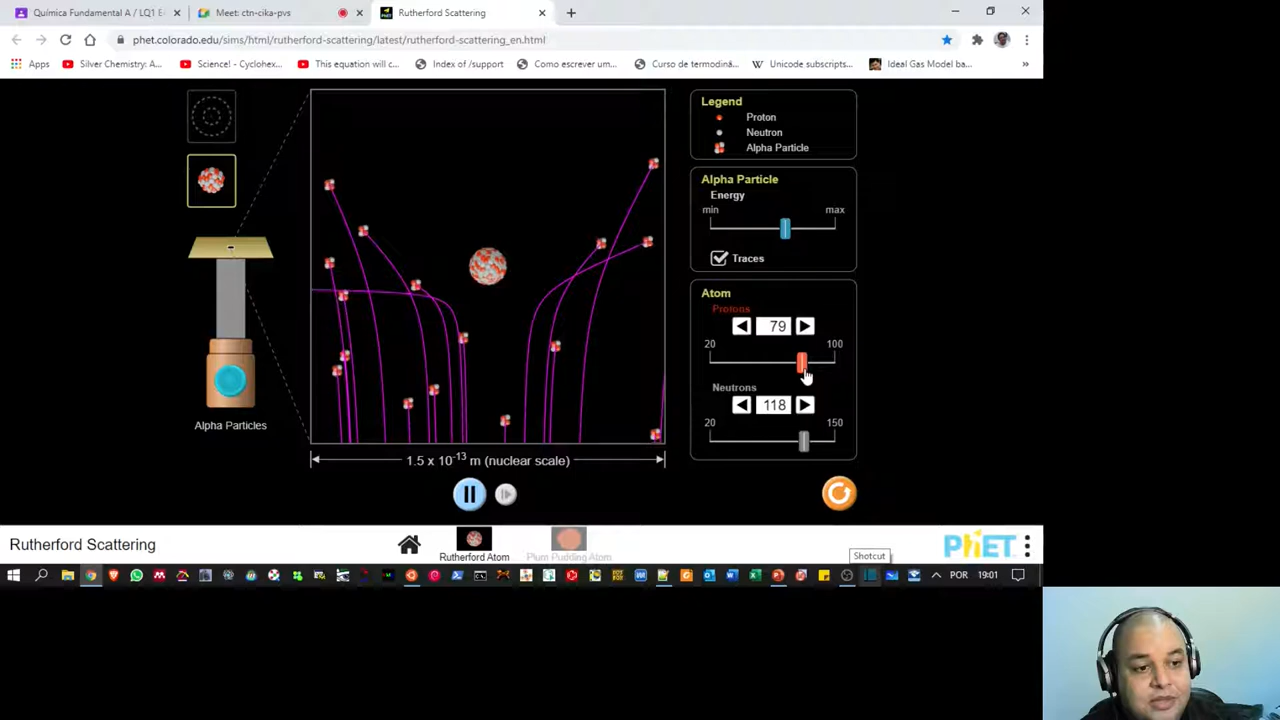 Química Fundamental A / LQ1 E
Meet: ctn-cika-pvs
Rutherford Scattering
phet.colorado.edu/sims/html/rutherford-scattering/latest/rutherford-scattering_en.html
Apps
Silver Chemistry: A...
Science! - Cyclohex...
This equation will c...
Index of /support
Como escrever um...
Curso de termodiná...
Unicode subscripts...
Ideal Gas Model ba...
»
Legend
Proton
Neutron
Alpha Particle
Alpha Particle
Energy
min
max
Traces
Atom
Protons
79
20
100
Neutrons
118
20
150
Alpha Particles
1.5 x 10⁻¹³ m (nuclear scale)
Rutherford Scattering
Rutherford Atom
Plum Pudding Atom
Shotcut
PhET
POR
19:01